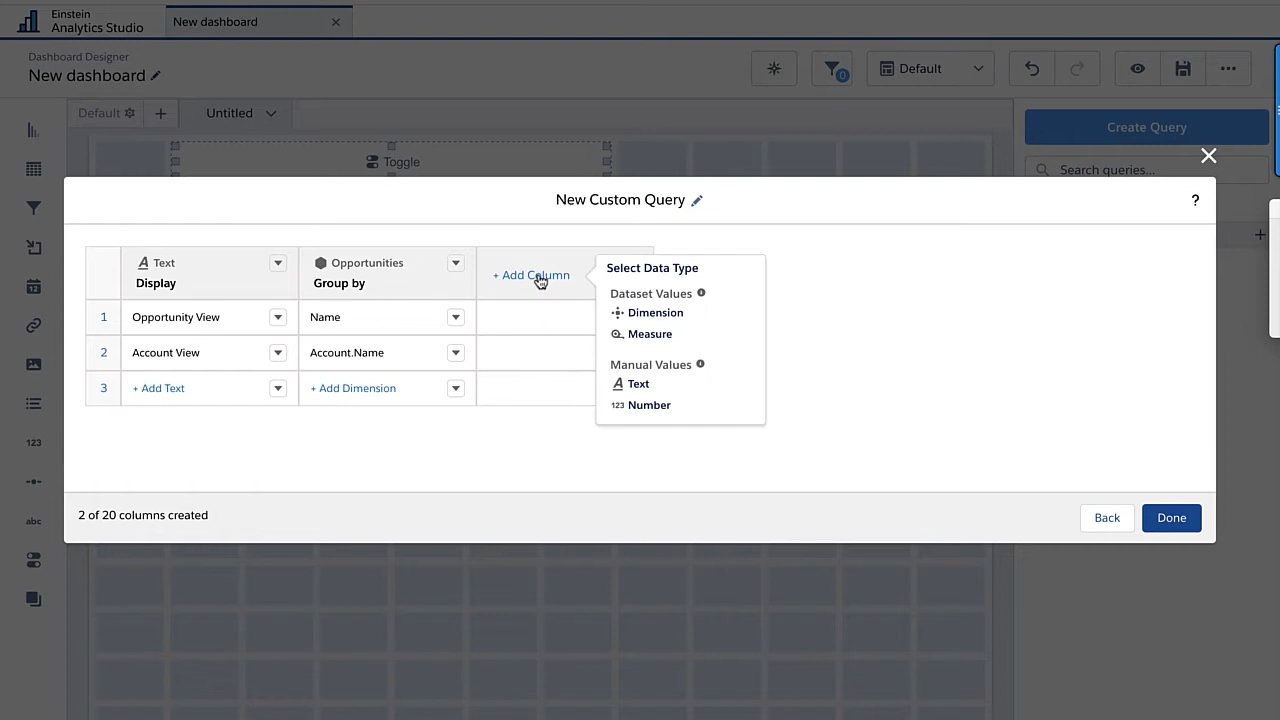 Einstein
Analytics Studio
New dashboard
Dashboard Designer
New dashboard
0
Default
Default
Untitled
Create Query
Toggle
Search queries...
New Custom Query
?
Text
Display
Opportunities
Group by
+ Add Column
1 Opportunity View Name
2 Account View Account.Name
3 + Add Text + Add Dimension
Select Data Type
Dataset Values
Dimension
Measure
Manual Values
A Text
123 Number
2 of 20 columns created
Back
Done
12
123
abc